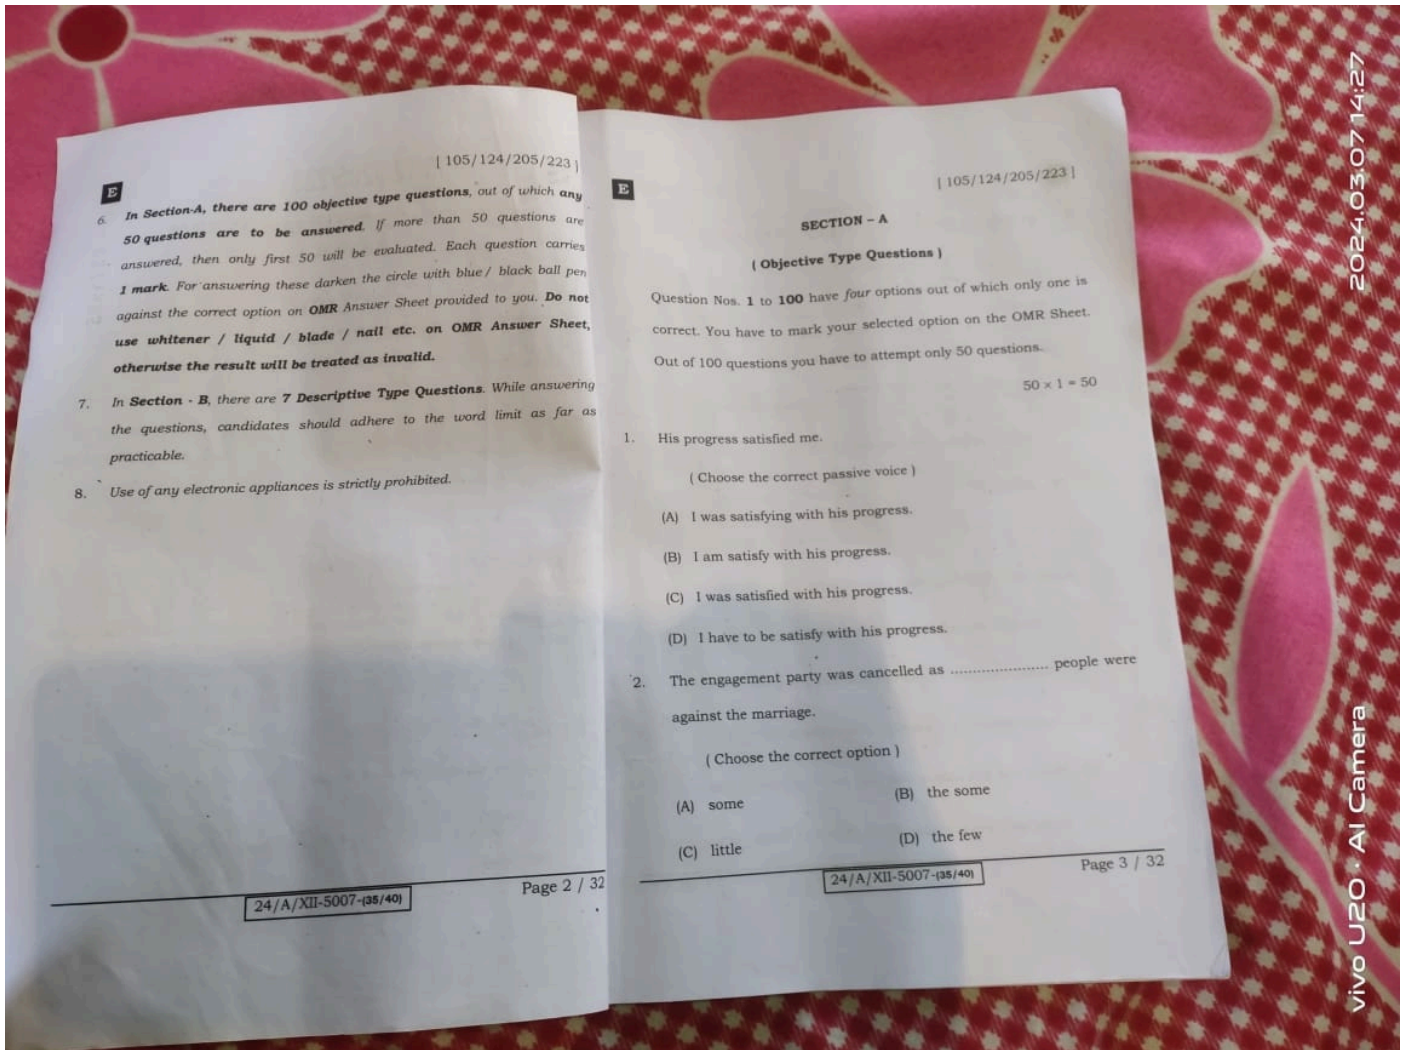 [ 105/124/205/223 ]
E
6. In Section-A, there are 100 objective type questions, out of which any
50 questions are to be answered. If more than 50 questions are
answered, then only first 50 will be evaluated. Each question carries
1 mark. For answering these darken the circle with blue / black ball pen
against the correct option on OMR Answer Sheet provided to you. Do not
use whitener / liquid / blade / nail etc. on OMR Answer Sheet,
otherwise the result will be treated as invalid.
7. In Section - B, there are 7 Descriptive Type Questions. While answering
the questions, candidates should adhere to the word limit as far as
practicable.
8. Use of any electronic appliances is strictly prohibited.
Page 2 / 32
24/A/XII-5007-(35/40)
E
[ 105/124/205/223 ]
SECTION – A
( Objective Type Questions )
Question Nos. 1 to 100 have four options out of which only one is
correct. You have to mark your selected option on the OMR Sheet.
Out of 100 questions you have to attempt only 50 questions.
50 × 1 = 50
1. His progress satisfied me.
( Choose the correct passive voice )
(A) I was satisfying with his progress.
(B) I am satisfy with his progress.
(C) I was satisfied with his progress.
(D) I have to be satisfy with his progress.
2. The engagement party was cancelled as ..................... people were
against the marriage.
( Choose the correct option )
(A) some (B) the some
(C) little (D) the few
24/A/XII-5007-(35/40)
Page 3 / 32
2024.03.07 14:27
vivo U20 · AI Camera